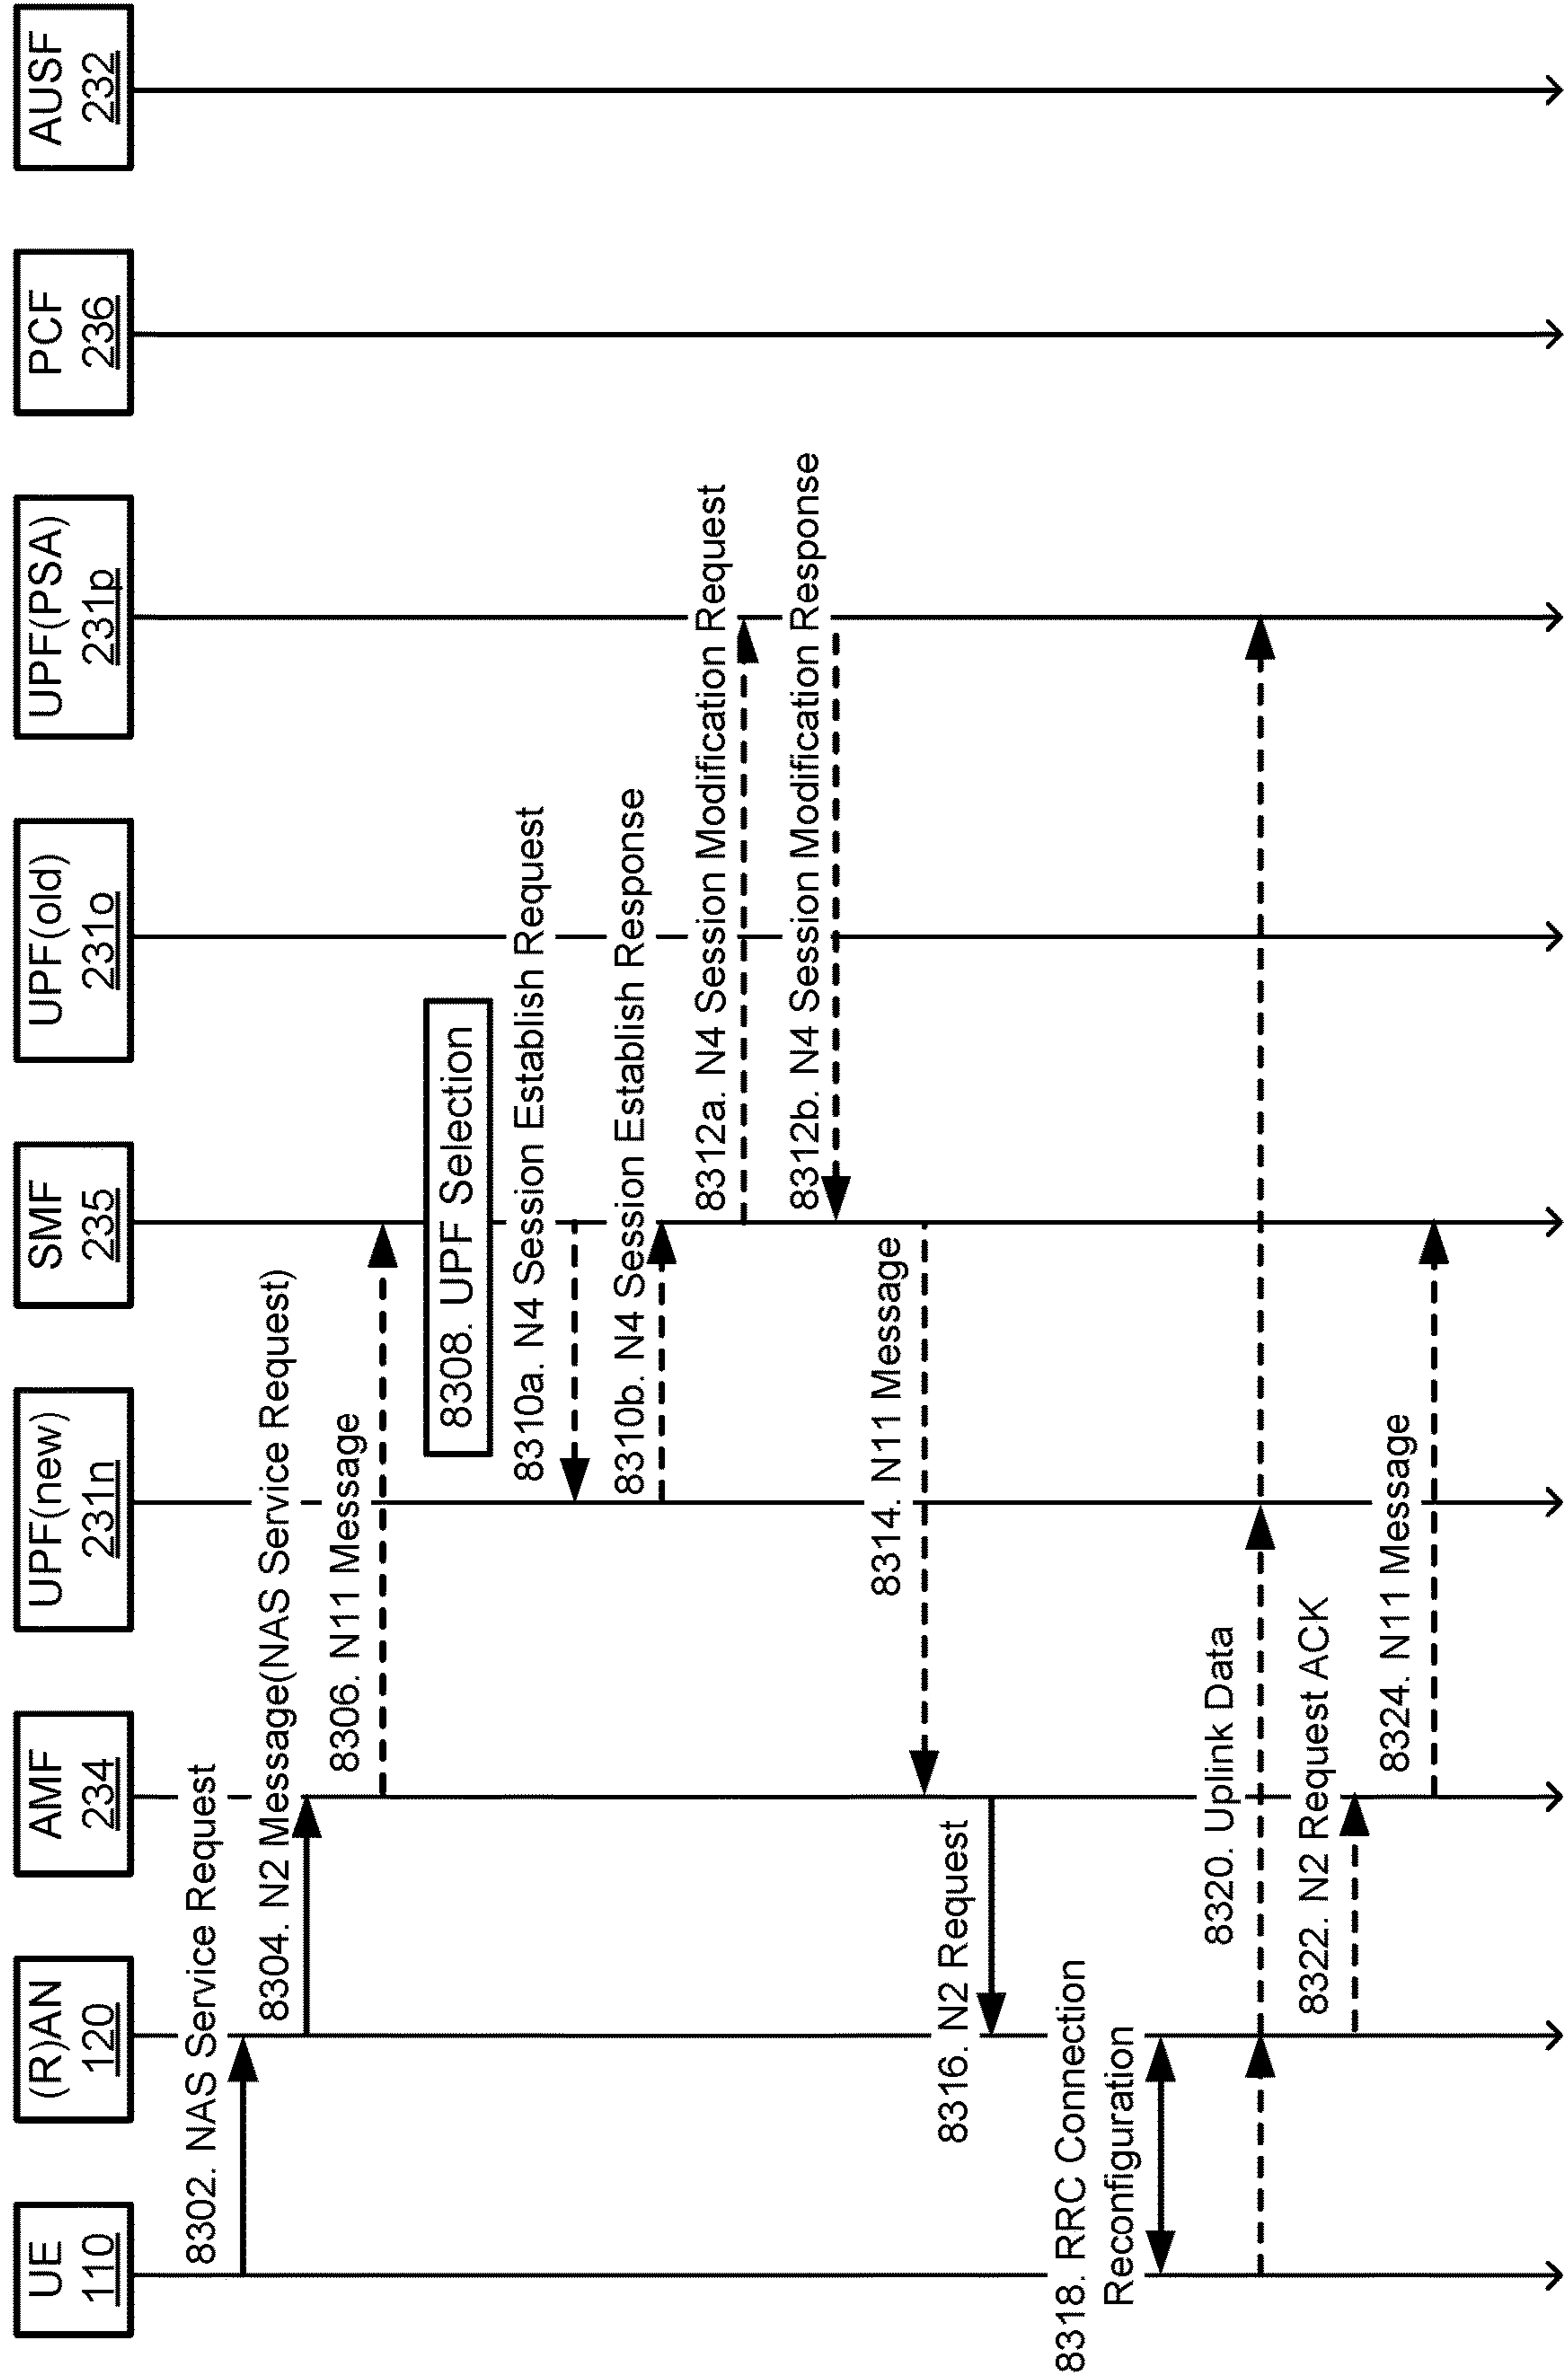 UE
110
(R)AN
120
AMF
234
UPF(new)
231n
SMF
235
UPF(old)
231o
UPF(PSA)
231p
PCF
236
AUSF
232
8302. NAS Service Request
8304. N2 Message(NAS Service Request)
8306. N11 Message
8308. UPF Selection
8310a. N4 Session Establish Request
8310b. N4 Session Establish Response
8312a. N4 Session Modification Request
8312b. N4 Session Modification Response
8314. N11 Message
8316. N2 Request
8318. RRC Connection
Reconfiguration
8320. Uplink Data
8322. N2 Request ACK
8324. N11 Message